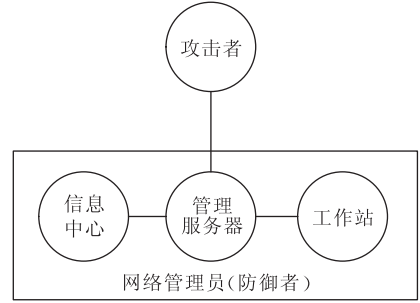 攻击者
信息
中心
管理
服务器
工作站
网络管理员(防御者)